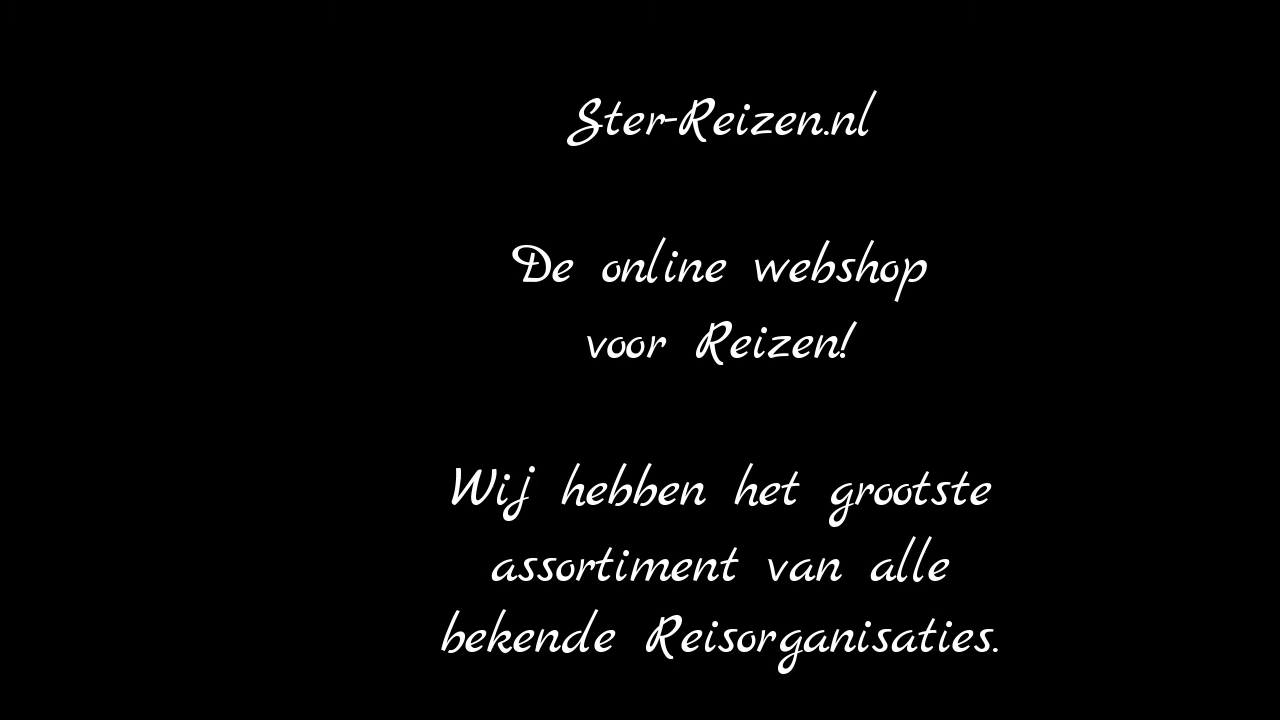 Ster-Reizen.nl
De online webshop
voor Reizen!
Wij hebben het grootste
assortiment van alle
bekende Reisorganisaties.